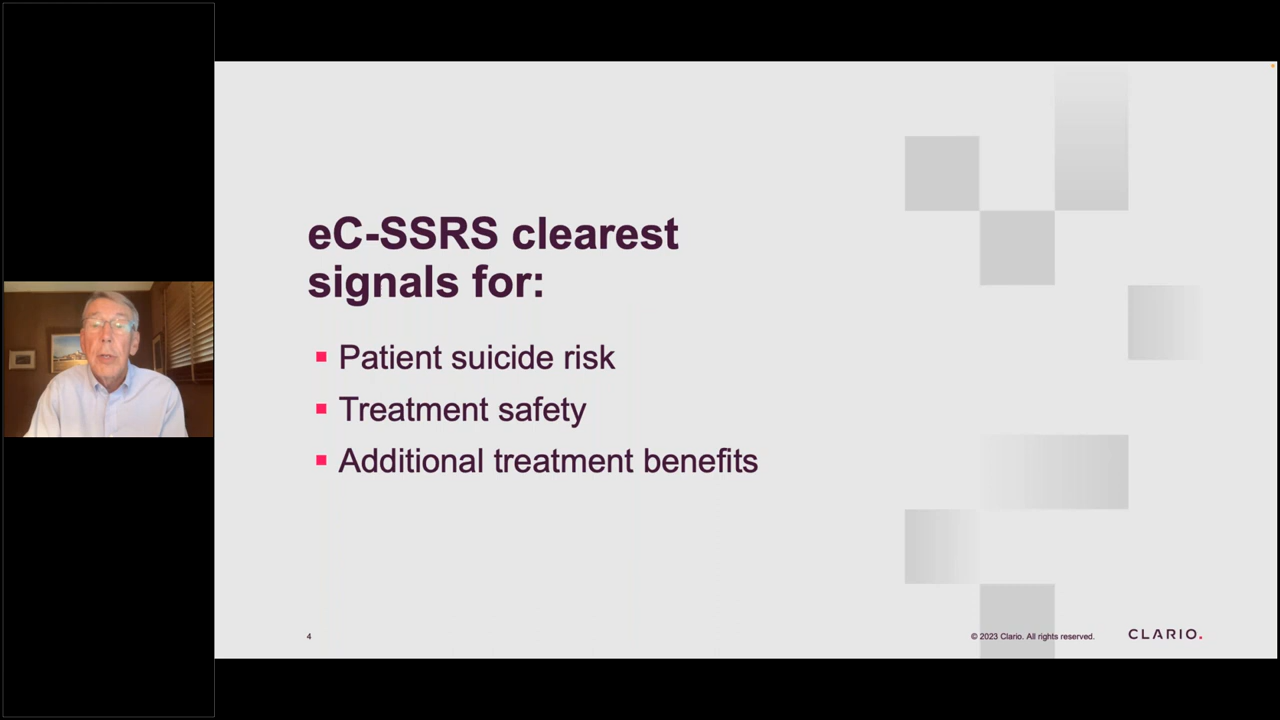 eC-SSRS clearest
signals for:
Patient suicide risk
Treatment safety
Additional treatment benefits
4
© 2023 Clario. All rights reserved.
CLARIO.